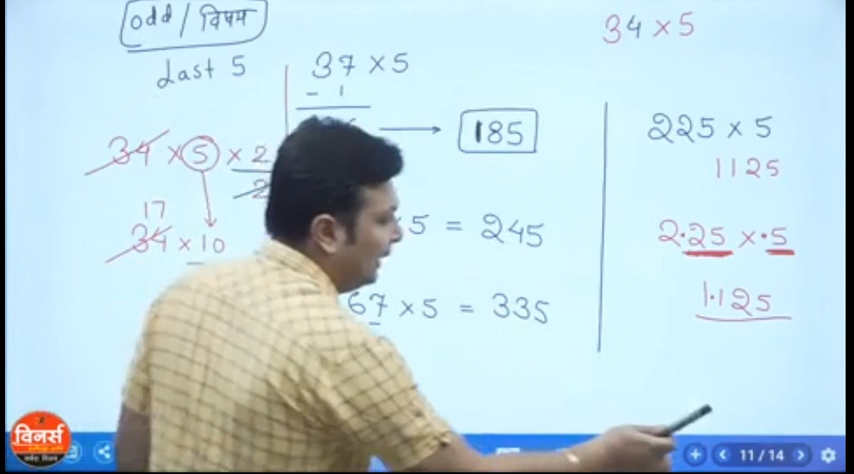 odd / विषम
Last 5
34 × 5
37 × 5
- 1
185
34 × 5 × 2
2
17
34 × 10
5 = 245
67 × 5 = 335
225 × 5
1125
2.25 × .5
1.125
विनर्स
11 / 14